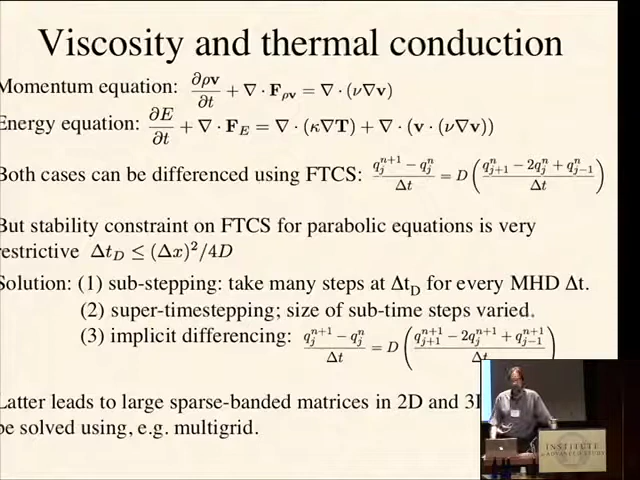 Viscosity and thermal conduction
Momentum equation: ∂ρv/∂t + ∇ · F_ρv = ∇ · (ν∇v)
Energy equation: ∂E/∂t + ∇ · F_E = ∇ · (κ∇T) + ∇ · (v · (ν∇v))
Both cases can be differenced using FTCS: (q_j^{n+1} − q_j^n)/Δt = D ((q_{j+1}^n − 2q_j^n + q_{j−1}^n)/Δt)
But stability constraint on FTCS for parabolic equations is very
restrictive Δt_D ≤ (Δx)²/4D
Solution: (1) sub-stepping: take many steps at Δt_D for every MHD Δt.
(2) super-timestepping; size of sub-time steps varied.
(3) implicit differencing: (q_j^{n+1} − q_j^n)/Δt = D ((q_{j+1}^{n+1} − 2q_j^{n+1} + q_{j−1}^{n+1})/Δt)
Latter leads to large sparse-banded matrices in 2D and
be solved using, e.g. multigrid.
INSTITUTE
ADVANCED STUDY